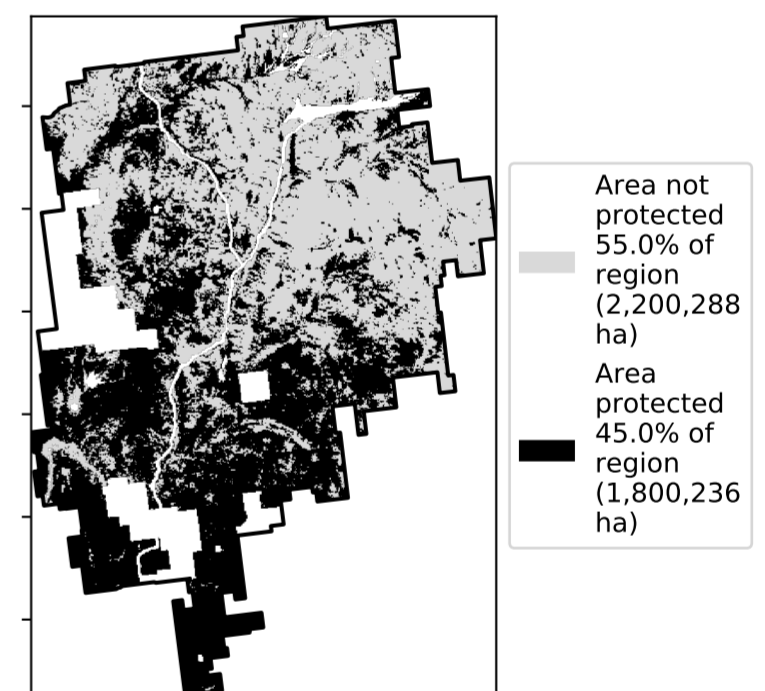 Area not
protected
55.0% of
region
(2,200,288
ha)
Area
protected
45.0% of
region
(1,800,236
ha)